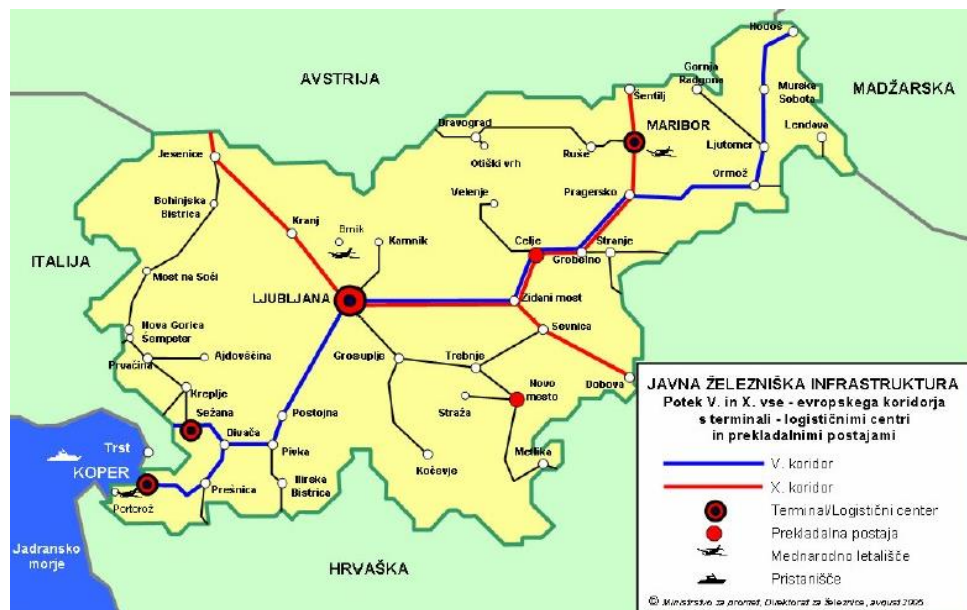 AVSTRIJA
MADŽARSKA
ITALIJA
HRVAŠKA
Jadransko
morje
Hodoš
Gornja
Radgona
Murska
Sobota
Šentilj
MARIBOR
Lendava
Dravograd
Otiški vrh
Ruše
Ljutomer
Ormož
Jesenice
Velenje
Pragersko
Bohinjska
Bistrica
Kranj
Brnik
Kamnik
Celje
Stranje
Grobelno
Most na Soči
LJUBLJANA
Zidani most
Nova Gorica
Šempeter
Sevnica
Prvačina
Ajdovščina
Grosuplje
Trebnje
Dobova
Kreplje
Sežana
Novo
mesto
Straža
Postojna
Trst
Divača
Pivka
KOPER
Kočevje
Metlika
Prešnica
Ilirska
Bistrica
Portorož
JAVNA ŽELEZNIŠKA INFRASTRUKTURA
Potek V. in X. vse - evropskega koridorja
s terminali - logističnimi centri
in prekladalnimi postajami
V. koridor
X. koridor
Terminal/Logistični center
Prekladalna postaja
Mednarodno letališče
Pristanišče
© Ministrstvo za promet, Direktorat za železnice, avgust 2005